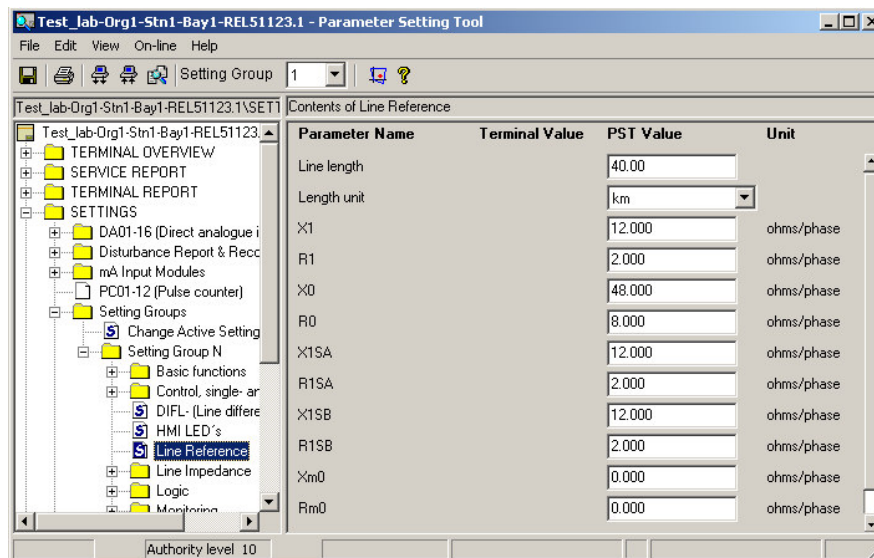 Test_lab-Org1-Stn1-Bay1-REL51123.1 - Parameter Setting Tool
File Edit View On-line Help
Setting Group 1
Test_lab-Org1-Stn1-Bay1-REL51123.1\SET1
Contents of Line Reference
Test_lab-Org1-Stn1-Bay1-REL51123.
TERMINAL OVERVIEW
SERVICE REPORT
TERMINAL REPORT
SETTINGS
DA01-16 (Direct analogue i
Disturbance Report & Recc
mA Input Modules
PC01-12 (Pulse counter)
Setting Groups
Change Active Setting
Setting Group N
Basic functions
Control, single- ar
DIFL- (Line differe
HMI LED´s
Line Reference
Line Impedance
Logic
Monitoring
Parameter Name Terminal Value PST Value Unit
Line length 40.00
Length unit km
X1 12.000 ohms/phase
R1 2.000 ohms/phase
X0 48.000 ohms/phase
R0 8.000 ohms/phase
X1SA 12.000 ohms/phase
R1SA 2.000 ohms/phase
X1SB 12.000 ohms/phase
R1SB 2.000 ohms/phase
Xm0 0.000 ohms/phase
Rm0 0.000 ohms/phase
Authority level 10